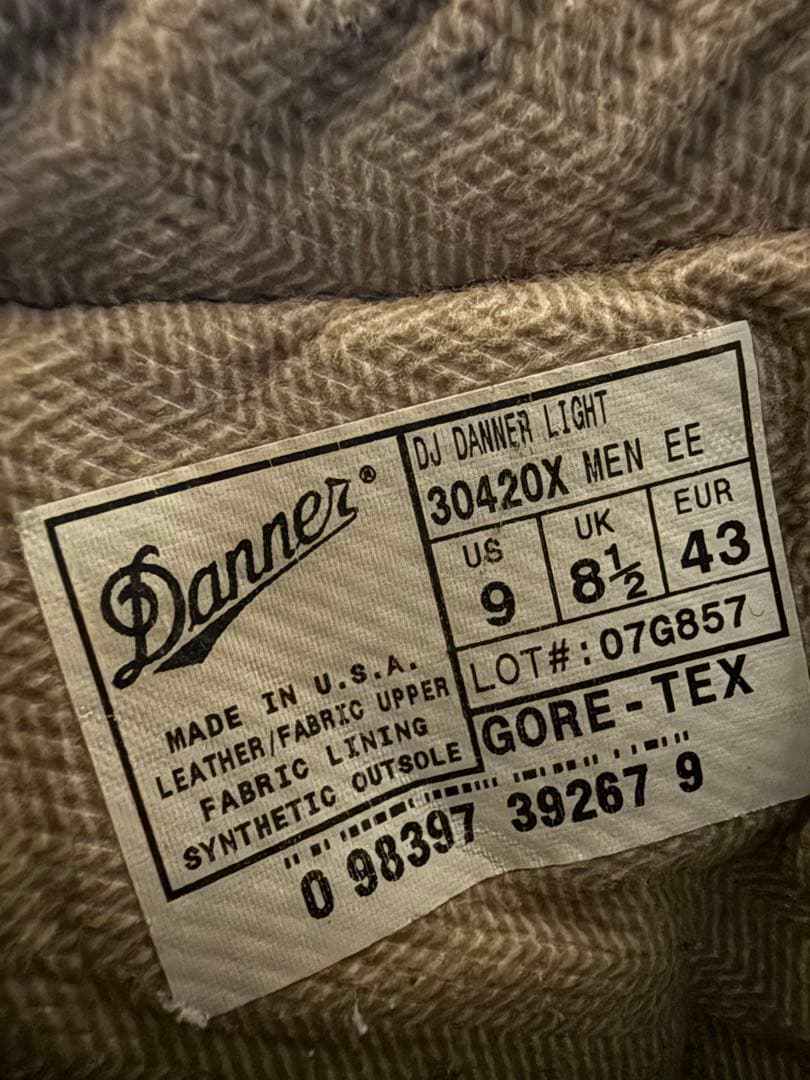 Danner®
MADE IN U.S.A.
LEATHER/FABRIC UPPER
FABRIC LINING
SYNTHETIC OUTSOLE
DJ DANNER LIGHT
30420X MEN EE
US UK EUR
9 8½ 43
LOT#:07G857
GORE-TEX
0 98397 39267 9